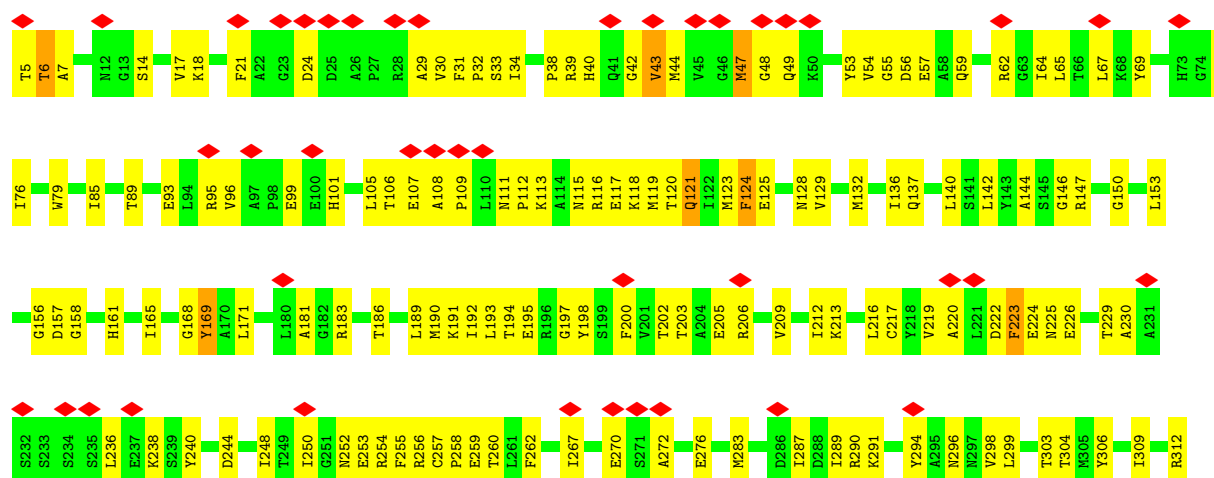 T5 T6 A7 N12 G13 S14 V17 K18 F21 A22 G23 D24 D25 A26 P27 R28 A29 V30 F31 P32 S33 I34 P38 R39 H40 Q41 G42 V43 M44 V45 G46 M47 G48 Q49 K50 Y53 V54 G55 D56 E57 A58 Q59 R62 G63 I64 L65 T66 L67 K68 Y69 H73 G74
I76 W79 I85 T89 E93 L94 R95 V96 A97 P98 E99 E100 H101 L105 T106 E107 A108 P109 L110 N111 P112 K113 A114 N115 R116 E117 K118 M119 T120 Q121 I122 M123 F124 E125 N128 V129 M132 I136 Q137 L140 S141 L142 Y143 A144 S145 G146 R147 G150 L153
G156 D157 G158 H161 I165 G168 Y169 A170 L171 L180 A181 G182 R183 T186 L189 M190 K191 I192 L193 T194 E195 R196 G197 Y198 S199 F200 V201 T202 T203 A204 E205 R206 V209 I212 K213 L216 C217 Y218 V219 A220 L221 D222 F223 E224 N225 E226 T229 A230 A231
S232 S233 S234 S235 L236 E237 K238 S239 Y240 D244 I248 T249 I250 G251 N252 E253 R254 F255 R256 C257 P258 E259 T260 L261 F262 I267 E270 S271 A272 E276 M283 D286 I287 D288 I289 R290 K291 Y294 A295 N296 N297 V298 L299 T303 T304 M305 Y306 I309 R312